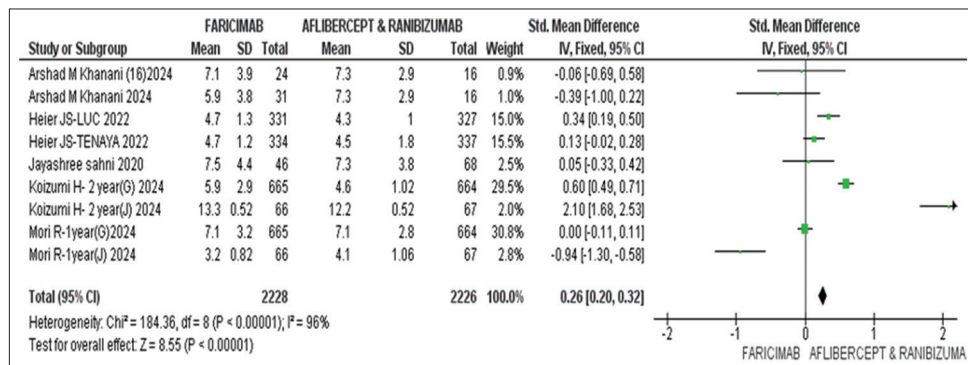 FARICIMAB AFLIBERCEPT & RANIBIZUMAB Std. Mean Difference Std. Mean Difference
Study or Subgroup Mean SD Total Mean SD Total Weight IV, Fixed, 95% CI IV, Fixed, 95% CI
Arshad M Khanani (16)2024 7.1 3.9 24 7.3 2.9 16 0.9% -0.06 [-0.69, 0.58]
Arshad M Khanani 2024 5.9 3.8 31 7.3 2.9 16 1.0% -0.39 [-1.00, 0.22]
Heier JS-LUC 2022 4.7 1.3 331 4.3 1 327 15.0% 0.34 [0.19, 0.50]
Heier JS-TENAYA 2022 4.7 1.2 334 4.5 1.8 337 15.5% 0.13 [-0.02, 0.28]
Jayashree sahni 2020 7.5 4.4 46 7.3 3.8 68 2.5% 0.05 [-0.33, 0.42]
Koizumi H- 2 year(G) 2024 5.9 2.9 665 4.6 1.02 664 29.5% 0.60 [0.49, 0.71]
Koizumi H- 2 year(J) 2024 13.3 0.52 66 12.2 0.52 67 2.0% 2.10 [1.68, 2.53]
Mori R-1year(G)2024 7.1 3.2 665 7.1 2.8 664 30.8% 0.00 [-0.11, 0.11]
Mori R-1year(J) 2024 3.2 0.82 66 4.1 1.06 67 2.8% -0.94 [-1.30, -0.58]
Total (95% CI) 2228 2226 100.0% 0.26 [0.20, 0.32]
Heterogeneity: Chi² = 184.36, df = 8 (P < 0.00001); I² = 96%
Test for overall effect: Z = 8.55 (P < 0.00001)
-2 -1 0 1 2
FARICIMAB AFLIBERCEPT & RANIBIZUMA